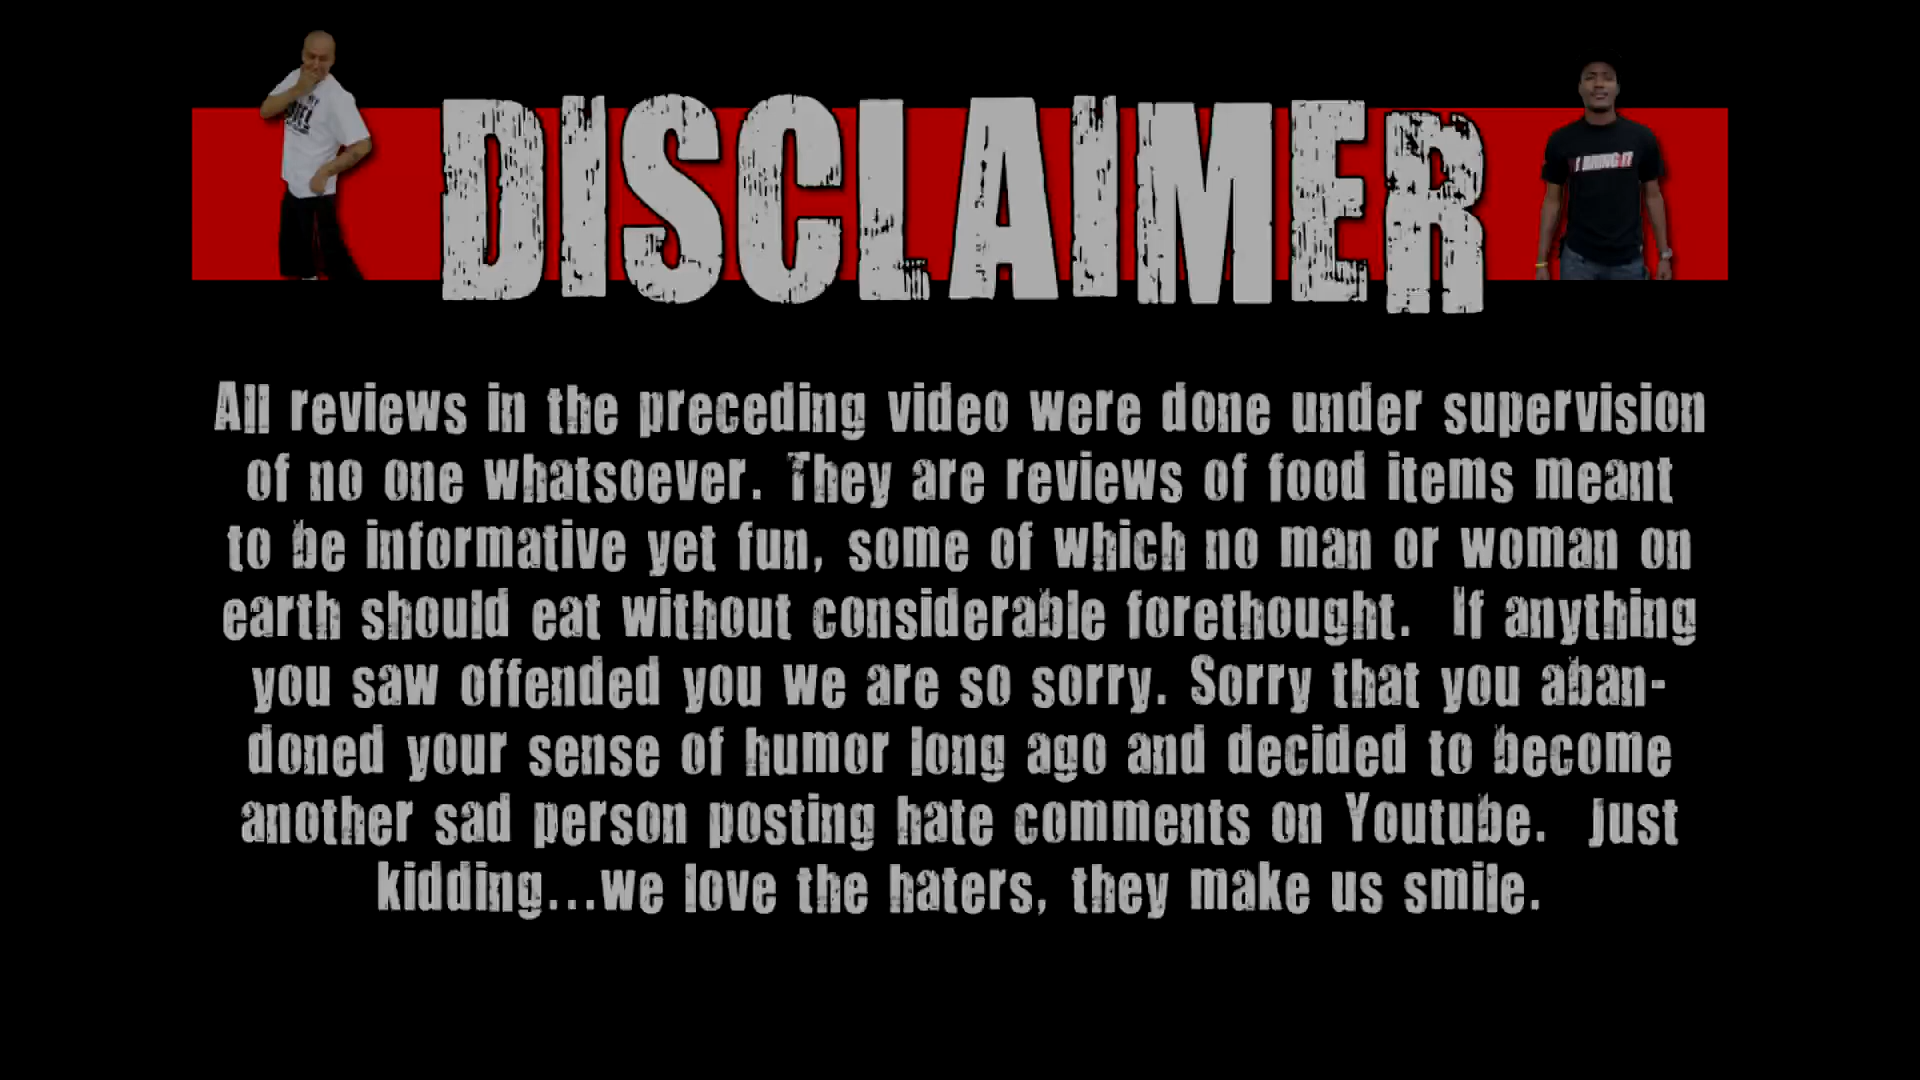 DISCLAIMER
I BRING IT
All reviews in the preceding video were done under supervision
of no one whatsoever. They are reviews of food items meant
to be informative yet fun, some of which no man or woman on
earth should eat without considerable forethought. If anything
you saw offended you we are so sorry. Sorry that you aban-
doned your sense of humor long ago and decided to become
another sad person posting hate comments on Youtube. Just
kidding...we love the haters, they make us smile.